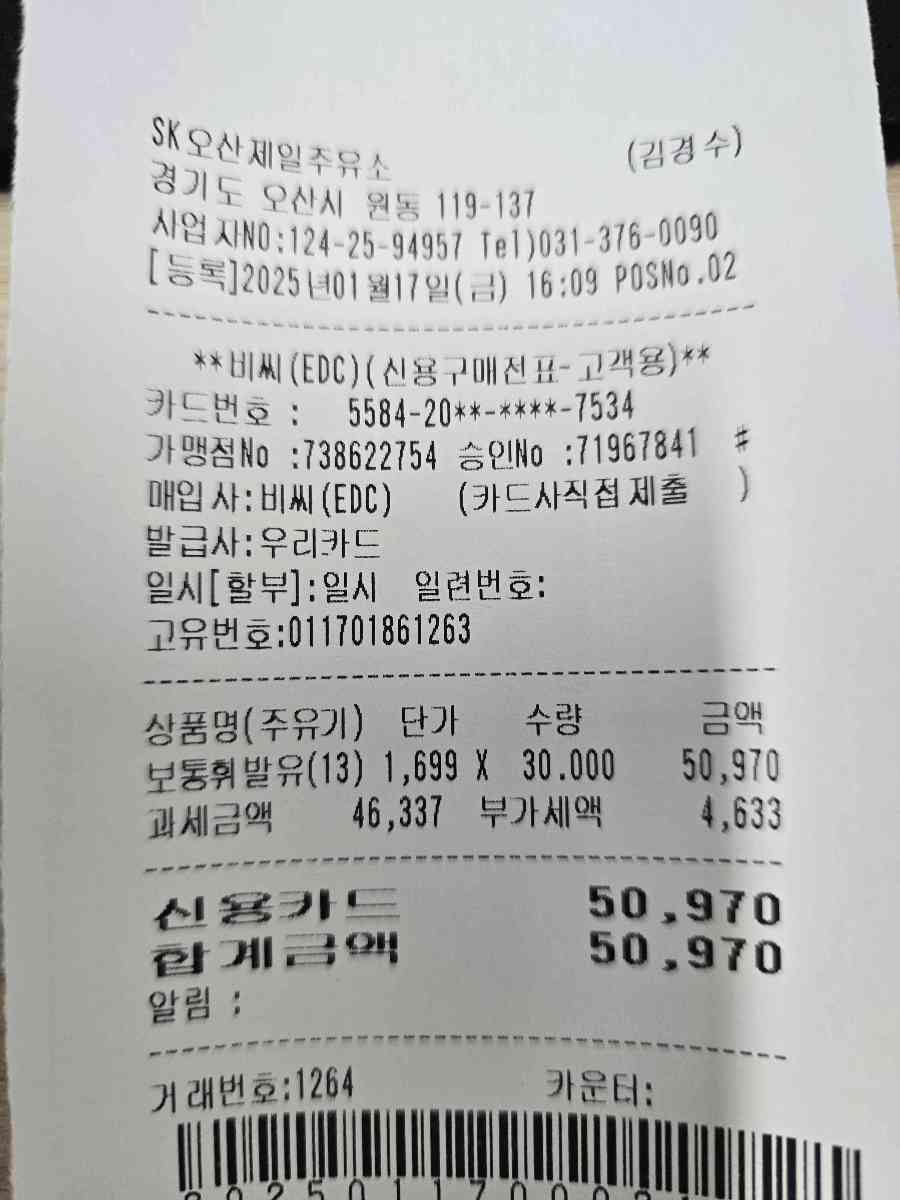 SK오산제일주유소 (김경수)
경기도 오산시 원동 119-137
사업자NO:124-25-94957 Tel)031-376-0090
[등록]2025년01월17일(금) 16:09 POSNo.02
**비씨(EDC)(신용구매전표-고객용)**
카드번호 : 5584-20**-****-7534
가맹점No :738622754 승인No :71967841 #
매입사:비씨(EDC) (카드사직접제출 )
발급사:우리카드
일시[할부]:일시 일련번호:
고유번호:011701861263
상품명(주유기) 단가 수량 금액
보통휘발유(13) 1,699 X 30.000 50,970
과세금액 46,337 부가세액 4,633
신용카드 50,970
합계금액 50,970
알림 :
거래번호:1264 카운터: